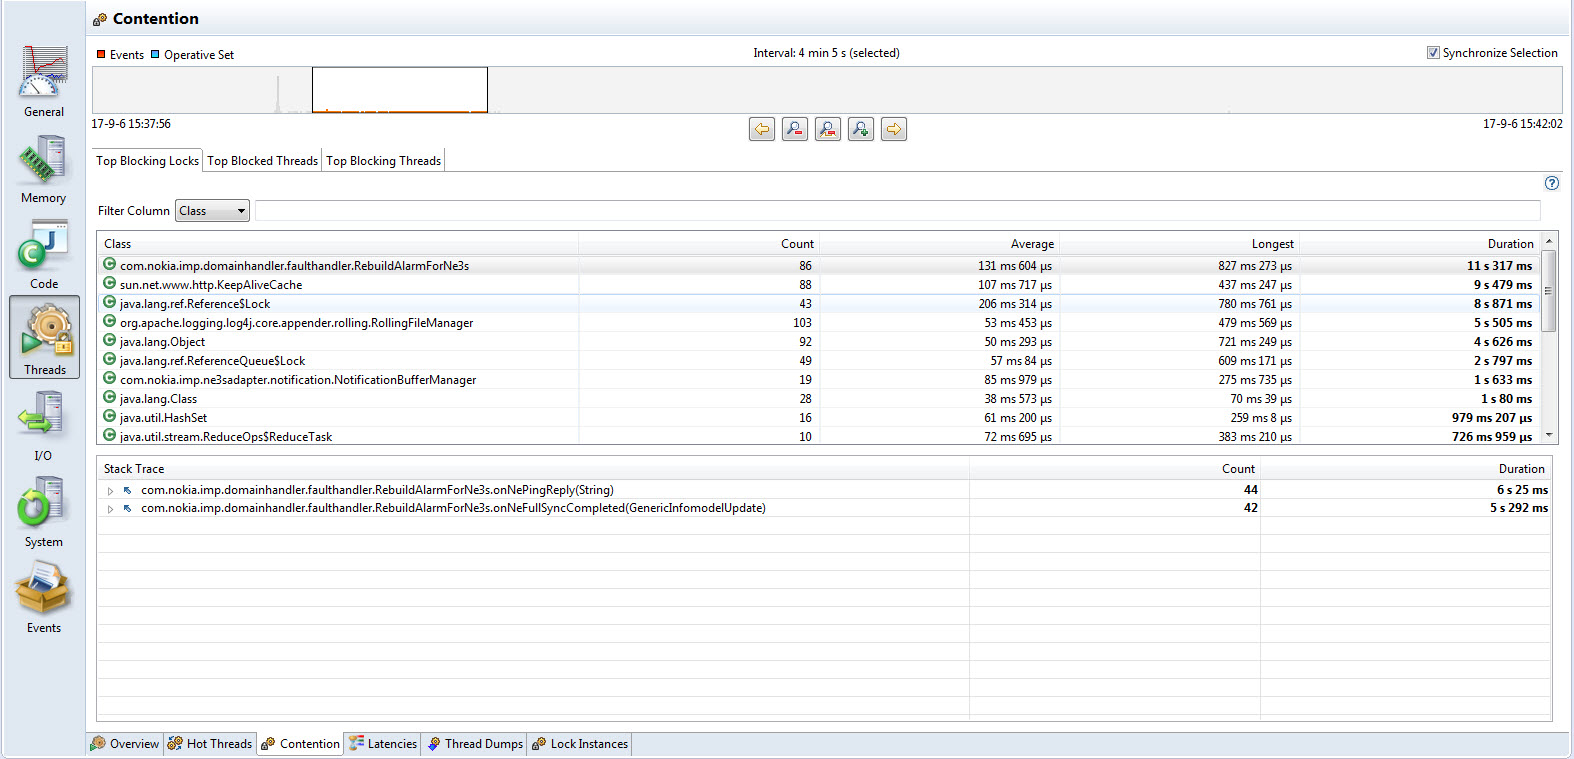 Contention
Events Operative Set Interval: 4 min 5 s (selected) Synchronize Selection
17-9-6 15:37:56 17-9-6 15:42:02
General
Memory
Code
Threads
I/O
System
Events
Top Blocking Locks Top Blocked Threads Top Blocking Threads
Filter Column Class
Class Count Average Longest Duration
com.nokia.imp.domainhandler.faulthandler.RebuildAlarmForNe3s 86 131 ms 604 µs 827 ms 273 µs 11 s 317 ms
sun.net.www.http.KeepAliveCache 88 107 ms 717 µs 437 ms 247 µs 9 s 479 ms
java.lang.ref.Reference$Lock 43 206 ms 314 µs 780 ms 761 µs 8 s 871 ms
org.apache.logging.log4j.core.appender.rolling.RollingFileManager 103 53 ms 453 µs 479 ms 569 µs 5 s 505 ms
java.lang.Object 92 50 ms 293 µs 721 ms 249 µs 4 s 626 ms
java.lang.ref.ReferenceQueue$Lock 49 57 ms 84 µs 609 ms 171 µs 2 s 797 ms
com.nokia.imp.ne3sadapter.notification.NotificationBufferManager 19 85 ms 979 µs 275 ms 735 µs 1 s 633 ms
java.lang.Class 28 38 ms 573 µs 70 ms 39 µs 1 s 80 ms
java.util.HashSet 16 61 ms 200 µs 259 ms 8 µs 979 ms 207 µs
java.util.stream.ReduceOps$ReduceTask 10 72 ms 695 µs 383 ms 210 µs 726 ms 959 µs
Stack Trace Count Duration
com.nokia.imp.domainhandler.faulthandler.RebuildAlarmForNe3s.onNePingReply(String) 44 6 s 25 ms
com.nokia.imp.domainhandler.faulthandler.RebuildAlarmForNe3s.onNeFullSyncCompleted(GenericInfomodelUpdate) 42 5 s 292 ms
Overview Hot Threads Contention Latencies Thread Dumps Lock Instances